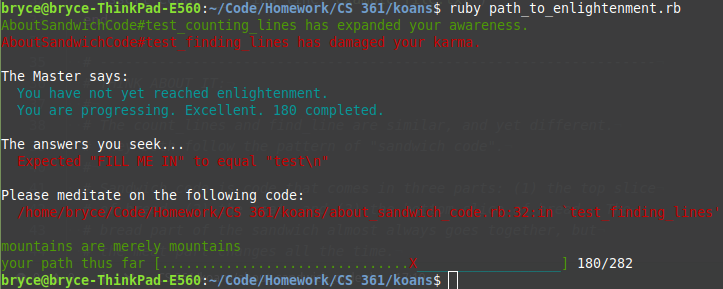 bryce@bryce-ThinkPad-E560:~/Code/Homework/CS 361/koans$ ruby path_to_enlightenment.rb
AboutSandwichCode#test_counting_lines has expanded your awareness.
AboutSandwichCode#test_finding_lines has damaged your karma.

The Master says:
  You have not yet reached enlightenment.
  You are progressing. Excellent. 180 completed.

The answers you seek...
  Expected "FILL ME IN" to equal "test\n"

Please meditate on the following code:
  /home/bryce/Code/Homework/CS 361/koans/about_sandwich_code.rb:32:in `test_finding_lines'

mountains are merely mountains
your path thus far [..............................X_________________] 180/282
bryce@bryce-ThinkPad-E560:~/Code/Homework/CS 361/koans$